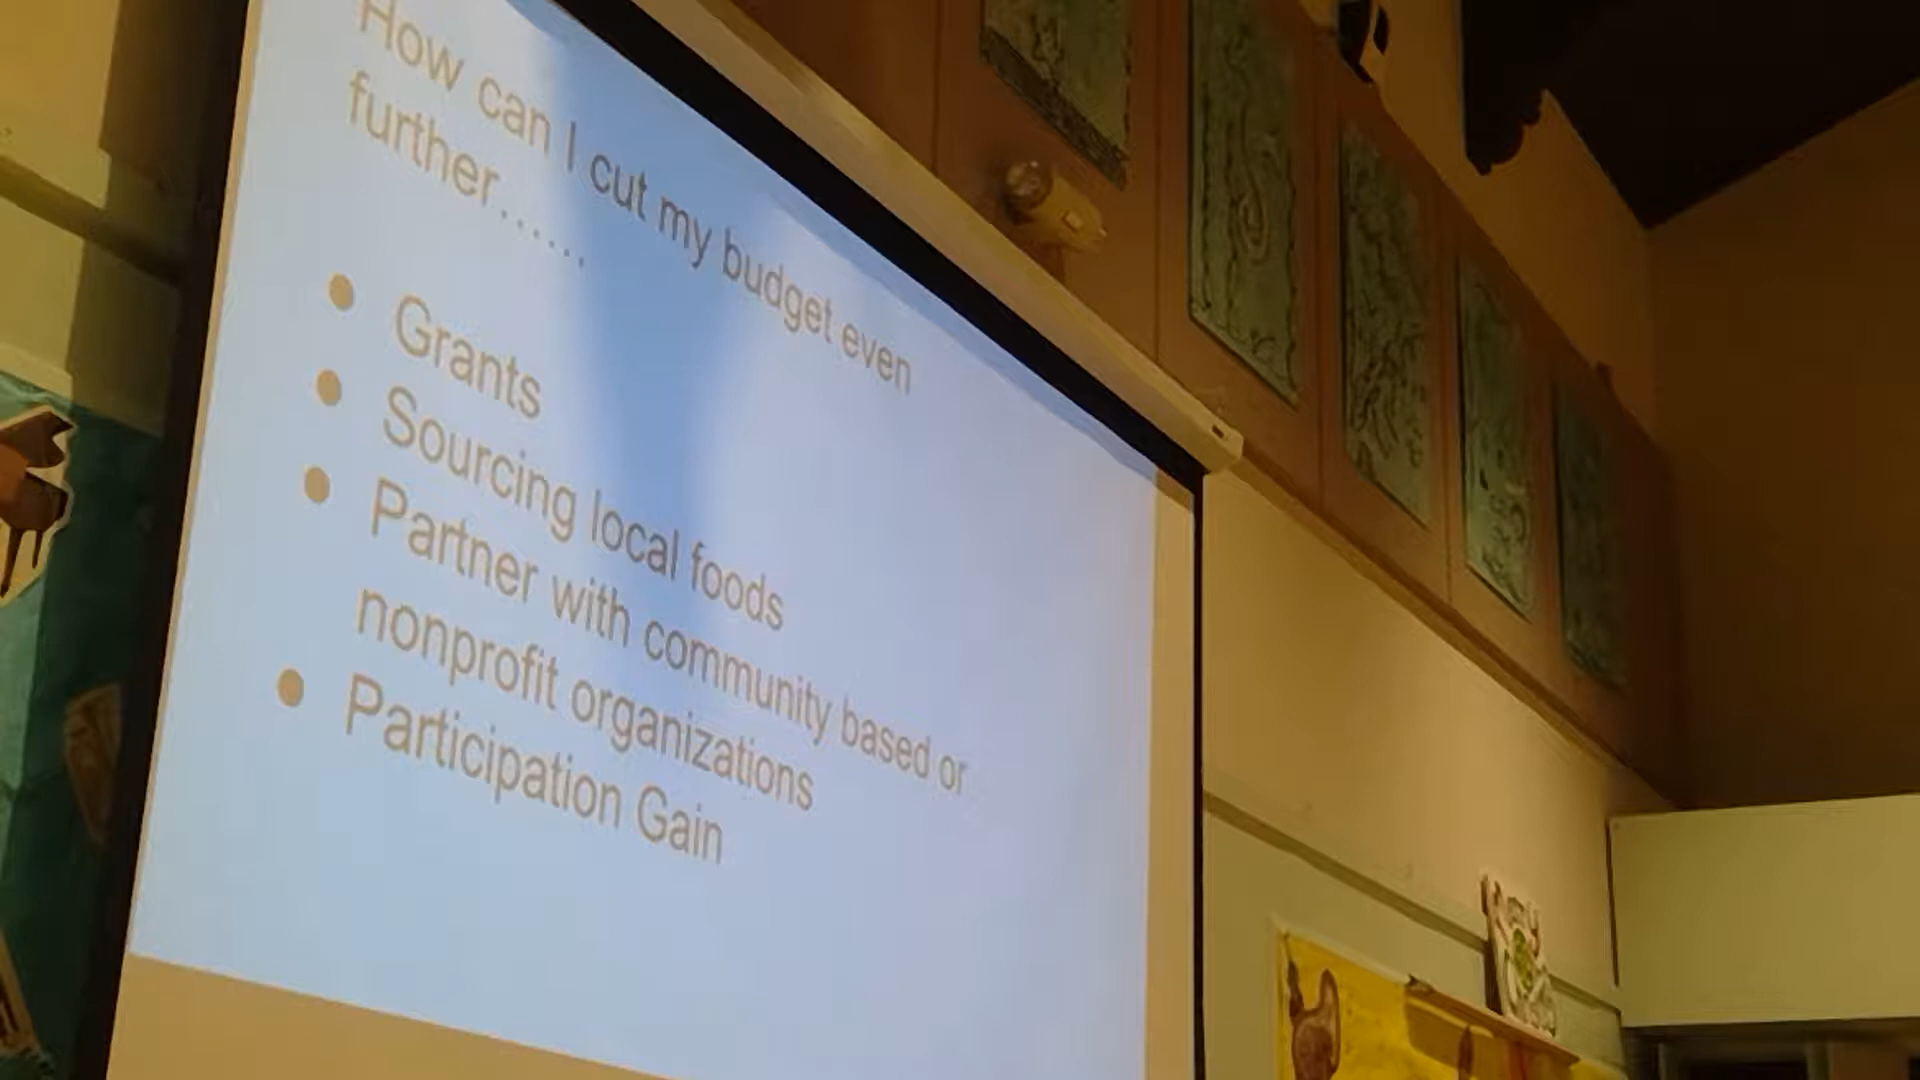 How can I cut my budget even
further......
● Grants
● Sourcing local foods
● Partner with community based or
nonprofit organizations
● Participation Gain